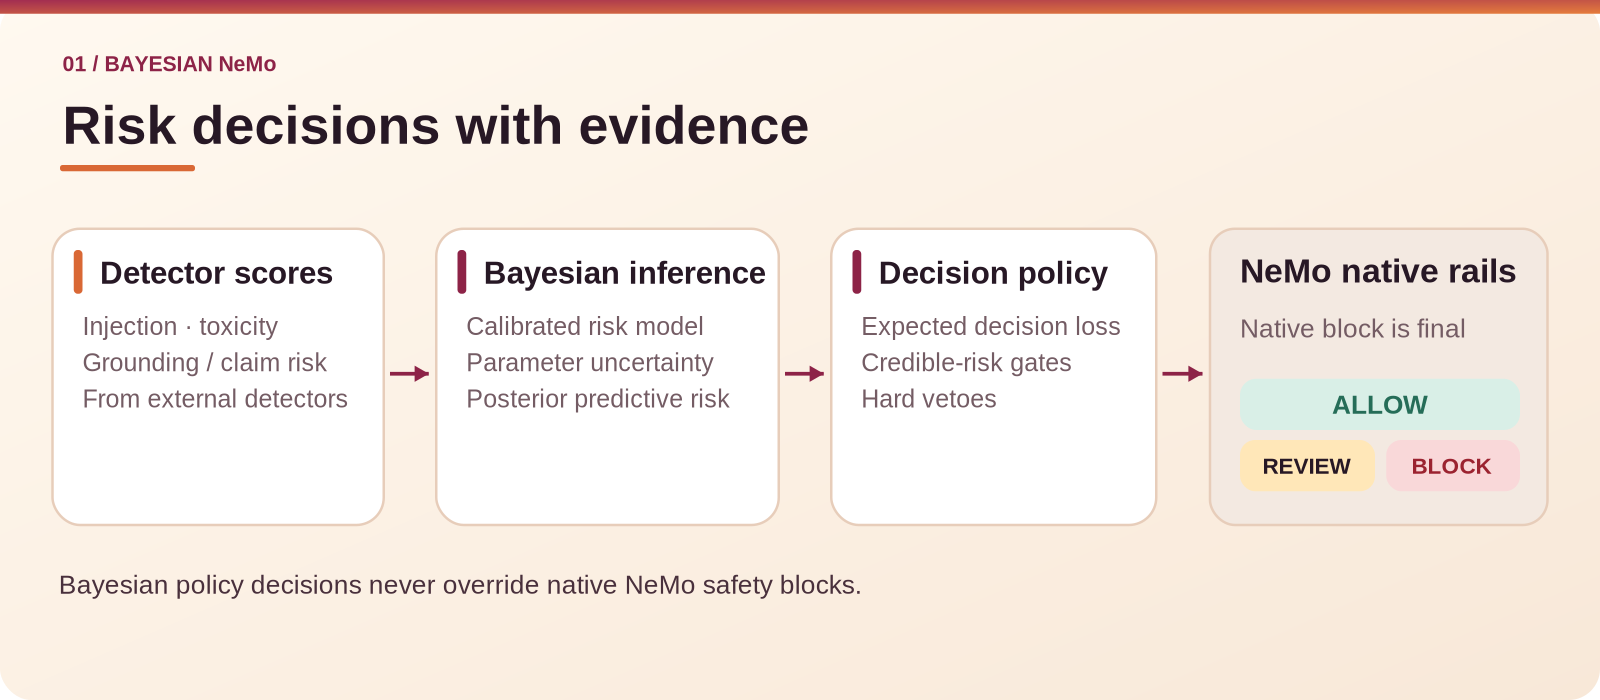 01 / BAYESIAN NeMo
Risk decisions with evidence
Detector scores
Injection · toxicity
Grounding / claim risk
From external detectors
Bayesian inference
Calibrated risk model
Parameter uncertainty
Posterior predictive risk
Decision policy
Expected decision loss
Credible-risk gates
Hard vetoes
NeMo native rails
Native block is final
ALLOW
REVIEW
BLOCK
Bayesian policy decisions never override native NeMo safety blocks.